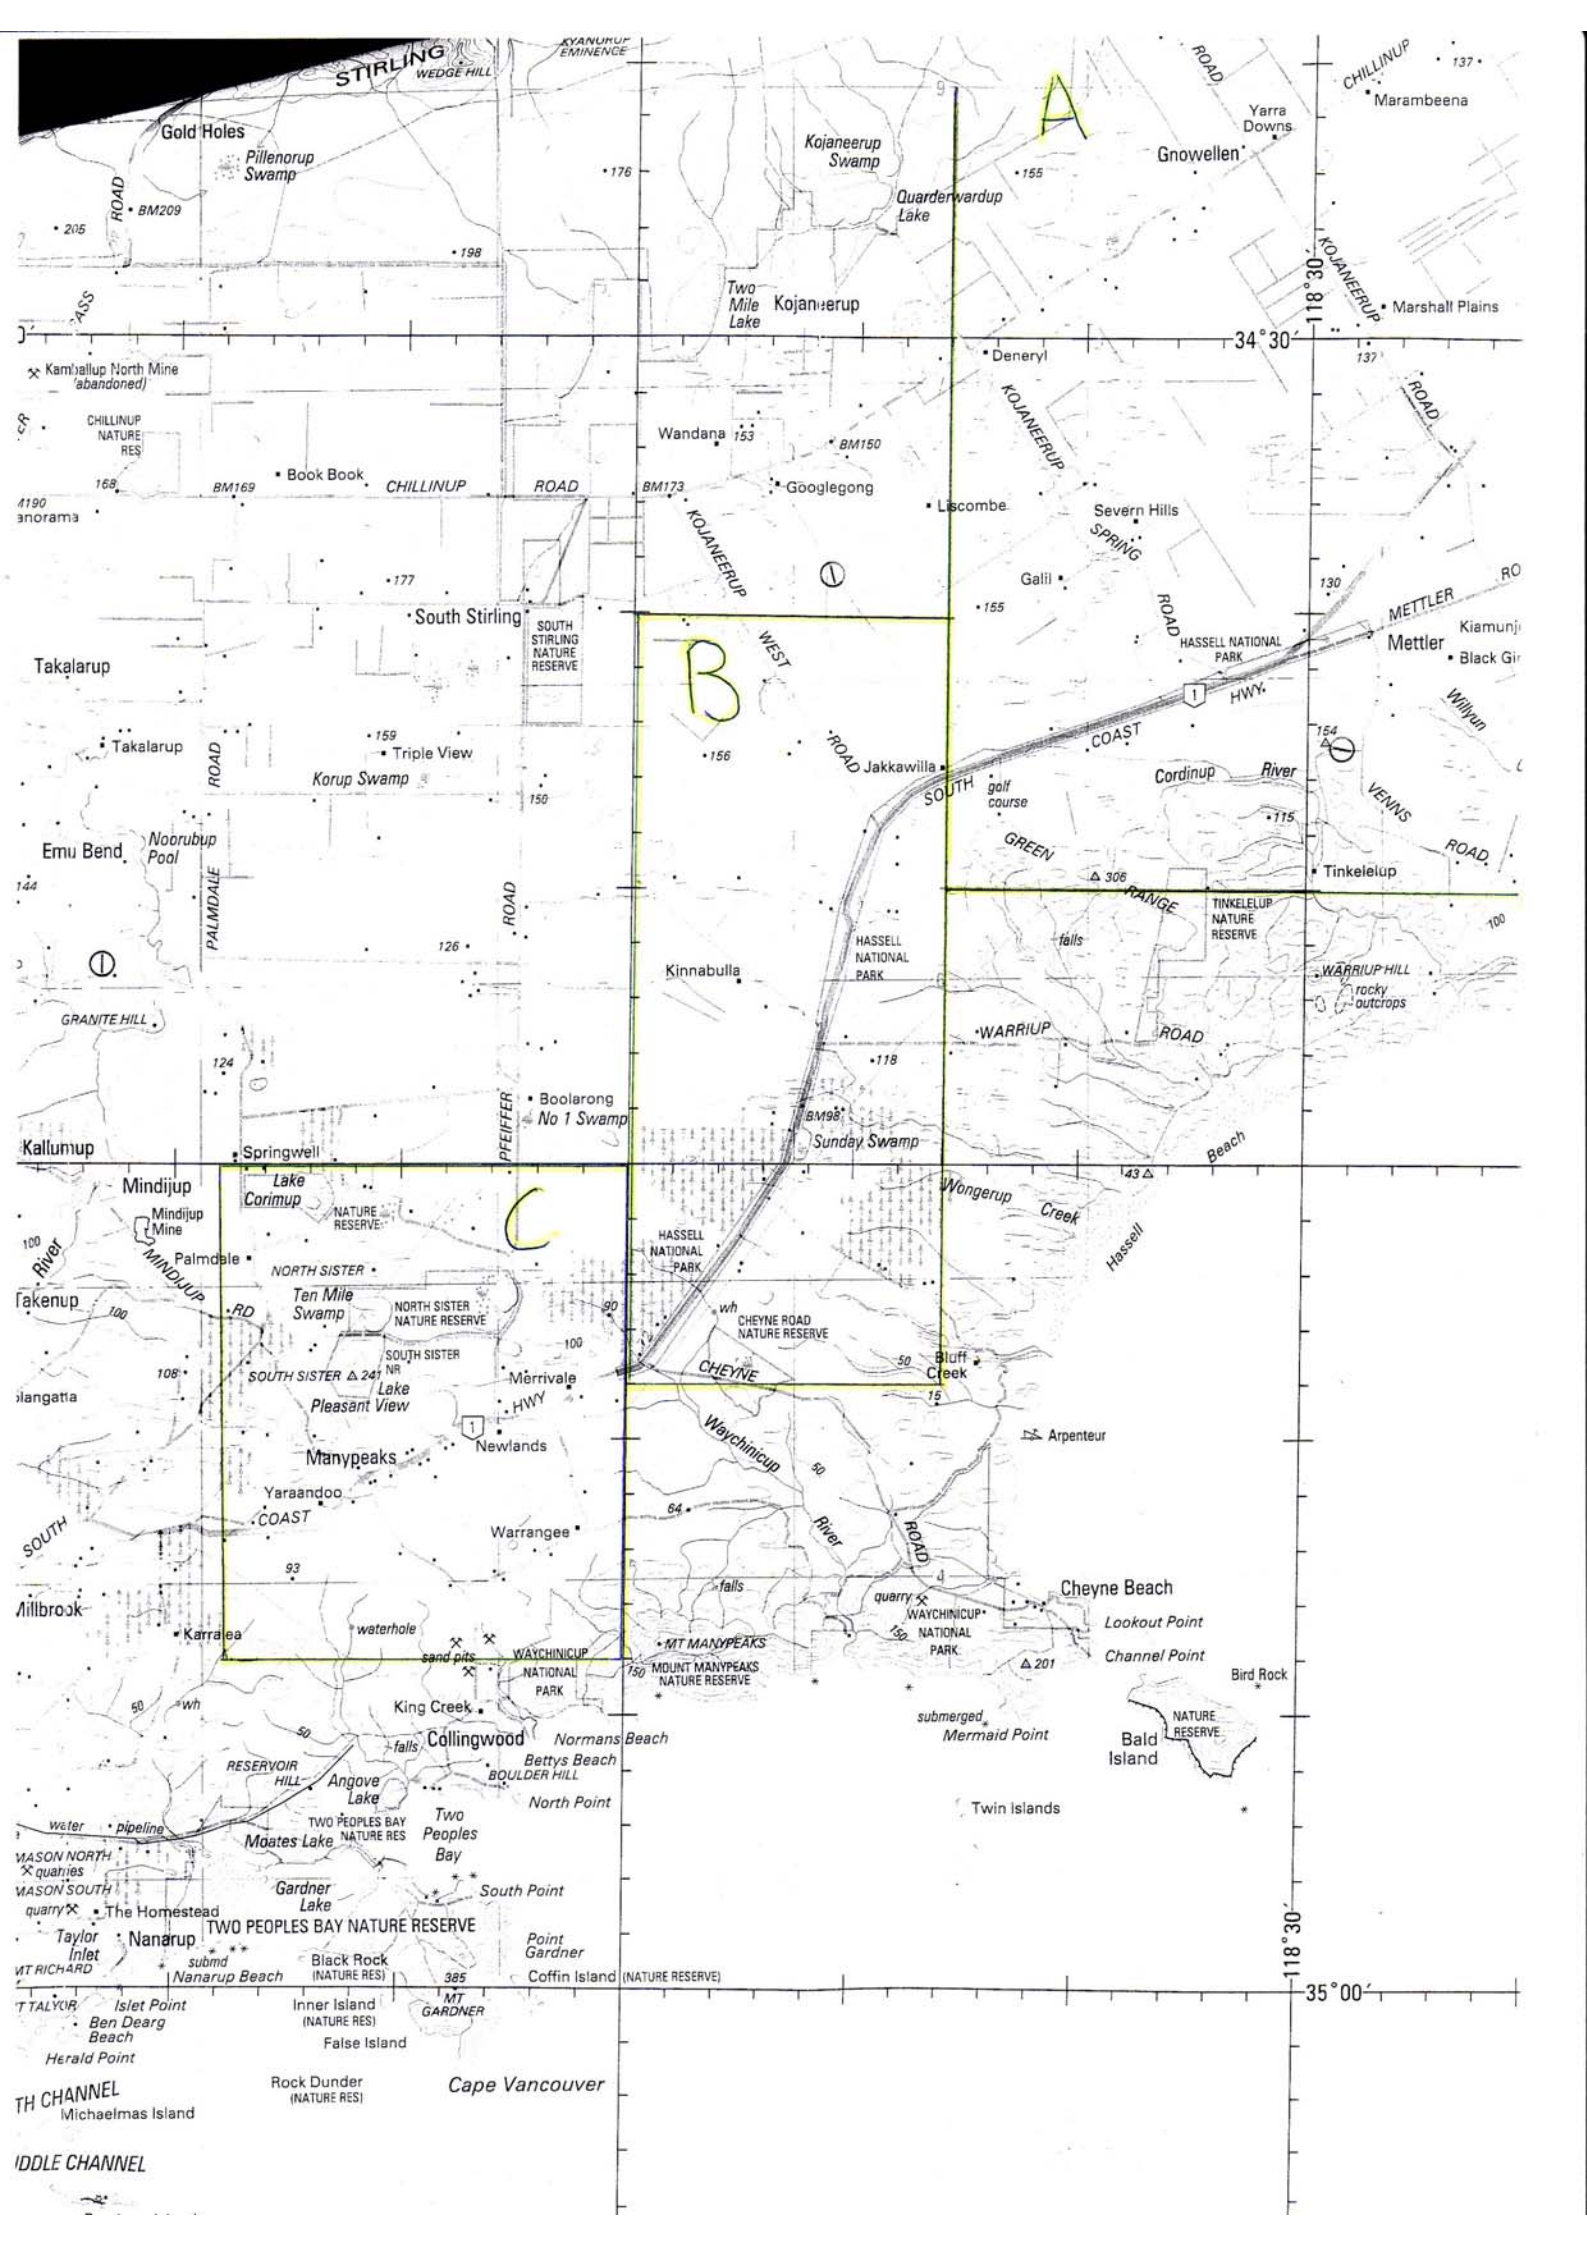 STIRLING
WEDGE HILL
KYANURUP
EMINENCE
9
A
ROAD
CHILLINUP
137
Marambeena
Yarra
Downs
Gnowellen
Gold Holes
Pillenorup
Swamp
Kojaneerup
Swamp
176
155
Quarderwardup
Lake
ROAD
BM209
205
198
KOJANEERUP
118°30′
Two
Mile
Lake
Kojaneerup
Marshall Plains
34°30′
137
Deneryl
Kamballup North Mine
(abandoned)
CHILLINUP
NATURE
RES
KOJANEERUP
ROAD
Wandana
153
BM150
168
BM169
Book Book
CHILLINUP
ROAD
BM173
Googlegong
Liscombe
Severn Hills
SPRING
KOJANEERUP
1
Galil
177
130
RO
METTLER
155
ROAD
South Stirling
SOUTH
STIRLING
NATURE
RESERVE
B
WEST
HASSELL NATIONAL
PARK
Mettler
Takalarup
1
HWY
Willyun
Takalarup
159
Triple View
ROAD
156
ROAD
Jakkawilla
COAST
154
1
Korup Swamp
150
SOUTH
golf
course
Cordinup
River
115
VENNS
Noorubup
Pool
Emu Bend
GREEN
ROAD
144
306
RANGE
Tinkelelup
PALMDALE
ROAD
TINKELELUP
NATURE
RESERVE
100
126
HASSELL
NATIONAL
PARK
falls
1
Kinnabulla
6
WARRIUP HILL
rocky
outcrops
GRANITE HILL
WARRIUP
ROAD
124
118
Boolarong
No 1 Swamp
PFEIFFER
BM98
Sunday Swamp
Beach
Kallumup
Springwell
Mindijup
Lake
Corimup
C
Wongerup
Creek
43
Mindijup
Mine
NATURE
RESERVE
Hassell
100
River
MINDIJUP
Palmdale
NORTH SISTER
HASSELL
NATIONAL
PARK
Takenup
100
RD
Ten Mile
Swamp
NORTH SISTER
NATURE RESERVE
90
wh
CHEYNE ROAD
NATURE RESERVE
100
SOUTH SISTER
NR
108
SOUTH SISTER
241
Merrivale
CHEYNE
50
Bluff
Creek
Lake
Pleasant View
HWY
15
1
Newlands
Waychinicup
Arpenteur
Manypeaks
50
Yaraandoo
COAST
64
SOUTH
Warrangee
River
ROAD
93
falls
4
Cheyne Beach
quarry
Millbrook
Karralea
waterhole
WAYCHINICUP
NATIONAL
PARK
Lookout Point
sand pits
WAYCHINICUP
NATIONAL
PARK
MT MANYPEAKS
150
Channel Point
150
MOUNT MANYPEAKS
NATURE RESERVE
201
Bird Rock
50
wh
King Creek
submerged
Mermaid Point
NATURE
RESERVE
Bald
Island
50
falls
Collingwood
Normans Beach
Bettys Beach
RESERVOIR
HILL
BOULDER HILL
Angove
Lake
North Point
Twin Islands
water
pipeline
TWO PEOPLES BAY
NATURE RES
Two
Peoples
Bay
Moates Lake
MASON NORTH
quarries
MASON SOUTH
Gardner
Lake
South Point
quarry
The Homestead
TWO PEOPLES BAY NATURE RESERVE
Taylor
Inlet
Nanarup
Point
Gardner
118°30′
submd
Nanarup Beach
Black Rock
(NATURE RES)
MT RICHARD
385
Coffin Island (NATURE RESERVE)
35°00′
Islet Point
Inner Island
(NATURE RES)
MT
GARDNER
Ben Dearg
Beach
False Island
Herald Point
Rock Dunder
(NATURE RES)
Cape Vancouver
TH CHANNEL
Michaelmas Island
IDDLE CHANNEL